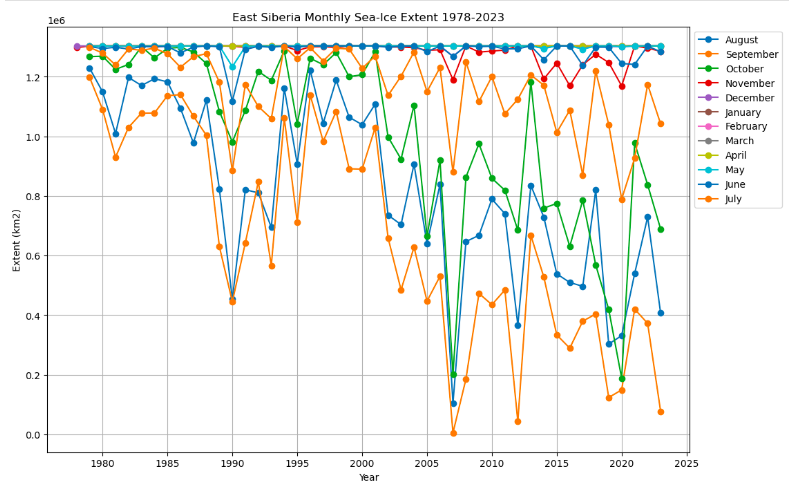 East Siberia Monthly Sea-Ice Extent 1978-2023
1e6
1.2
1.0
0.8
0.6
0.4
0.2
0.0
Extent (km2)
1980
1985
1990
1995
2000
2005
2010
2015
2020
2025
Year
August
September
October
November
December
January
February
March
April
May
June
July